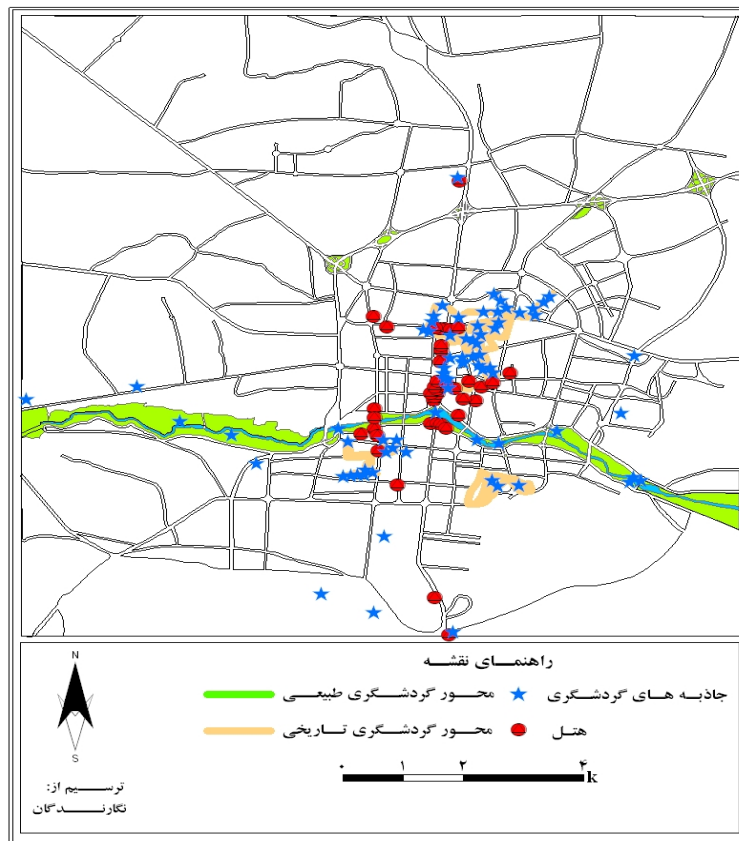 راهنمای نقشه
جاذبه های گردشگری
محور گردشگری طبیعی
هتل
محور گردشگری تاریخی
N
S
۰ ۱ ۲ ۴
k
ترسیم از:
نگارندگان